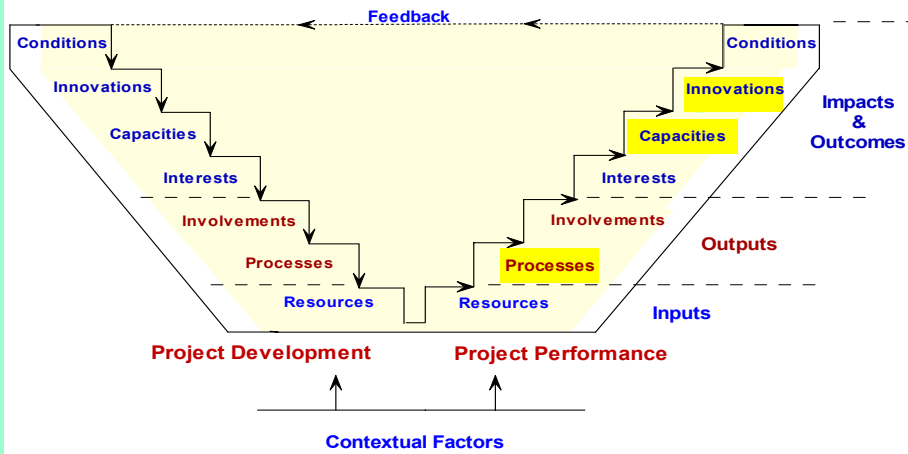 Feedback
Conditions
Conditions
Innovations
Innovations
Impacts
&
Outcomes
Capacities
Capacities
Interests
Interests
Involvements
Involvements
Outputs
Processes
Processes
Resources
Resources
Inputs
Project Development
Project Performance
Contextual Factors